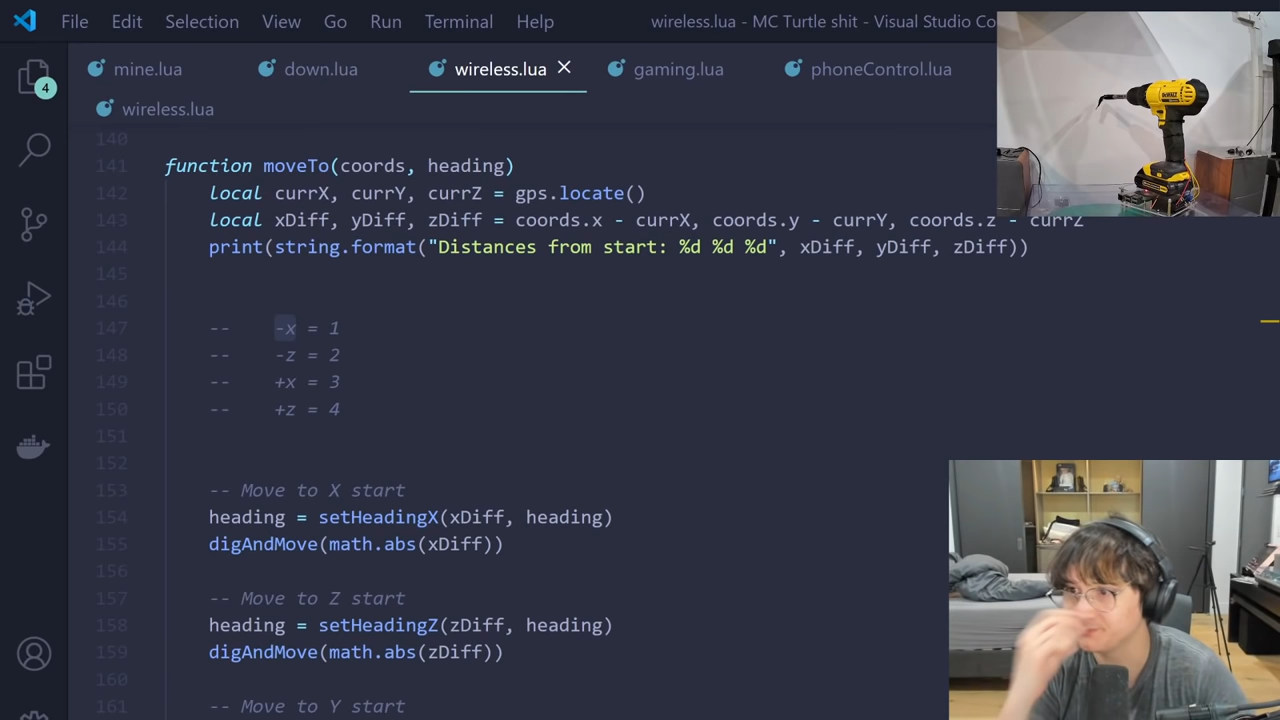 File Edit Selection View Go Run Terminal Help wireless.lua - MC Turtle shit - Visual Studio Co
mine.lua down.lua wireless.lua gaming.lua phoneControl.lua
4
wireless.lua
140
141 function moveTo(coords, heading)
142 local currX, currY, currZ = gps.locate()
143 local xDiff, yDiff, zDiff = coords.x - currX, coords.y - currY, coords.z - currZ
144 print(string.format("Distances from start: %d %d %d", xDiff, yDiff, zDiff))
145
146
147 -- -x = 1
148 -- -z = 2
149 -- +x = 3
150 -- +z = 4
151
152
153 -- Move to X start
154 heading = setHeadingX(xDiff, heading)
155 digAndMove(math.abs(xDiff))
156
157 -- Move to Z start
158 heading = setHeadingZ(zDiff, heading)
159 digAndMove(math.abs(zDiff))
160
161 -- Move to Y start
DEWALT